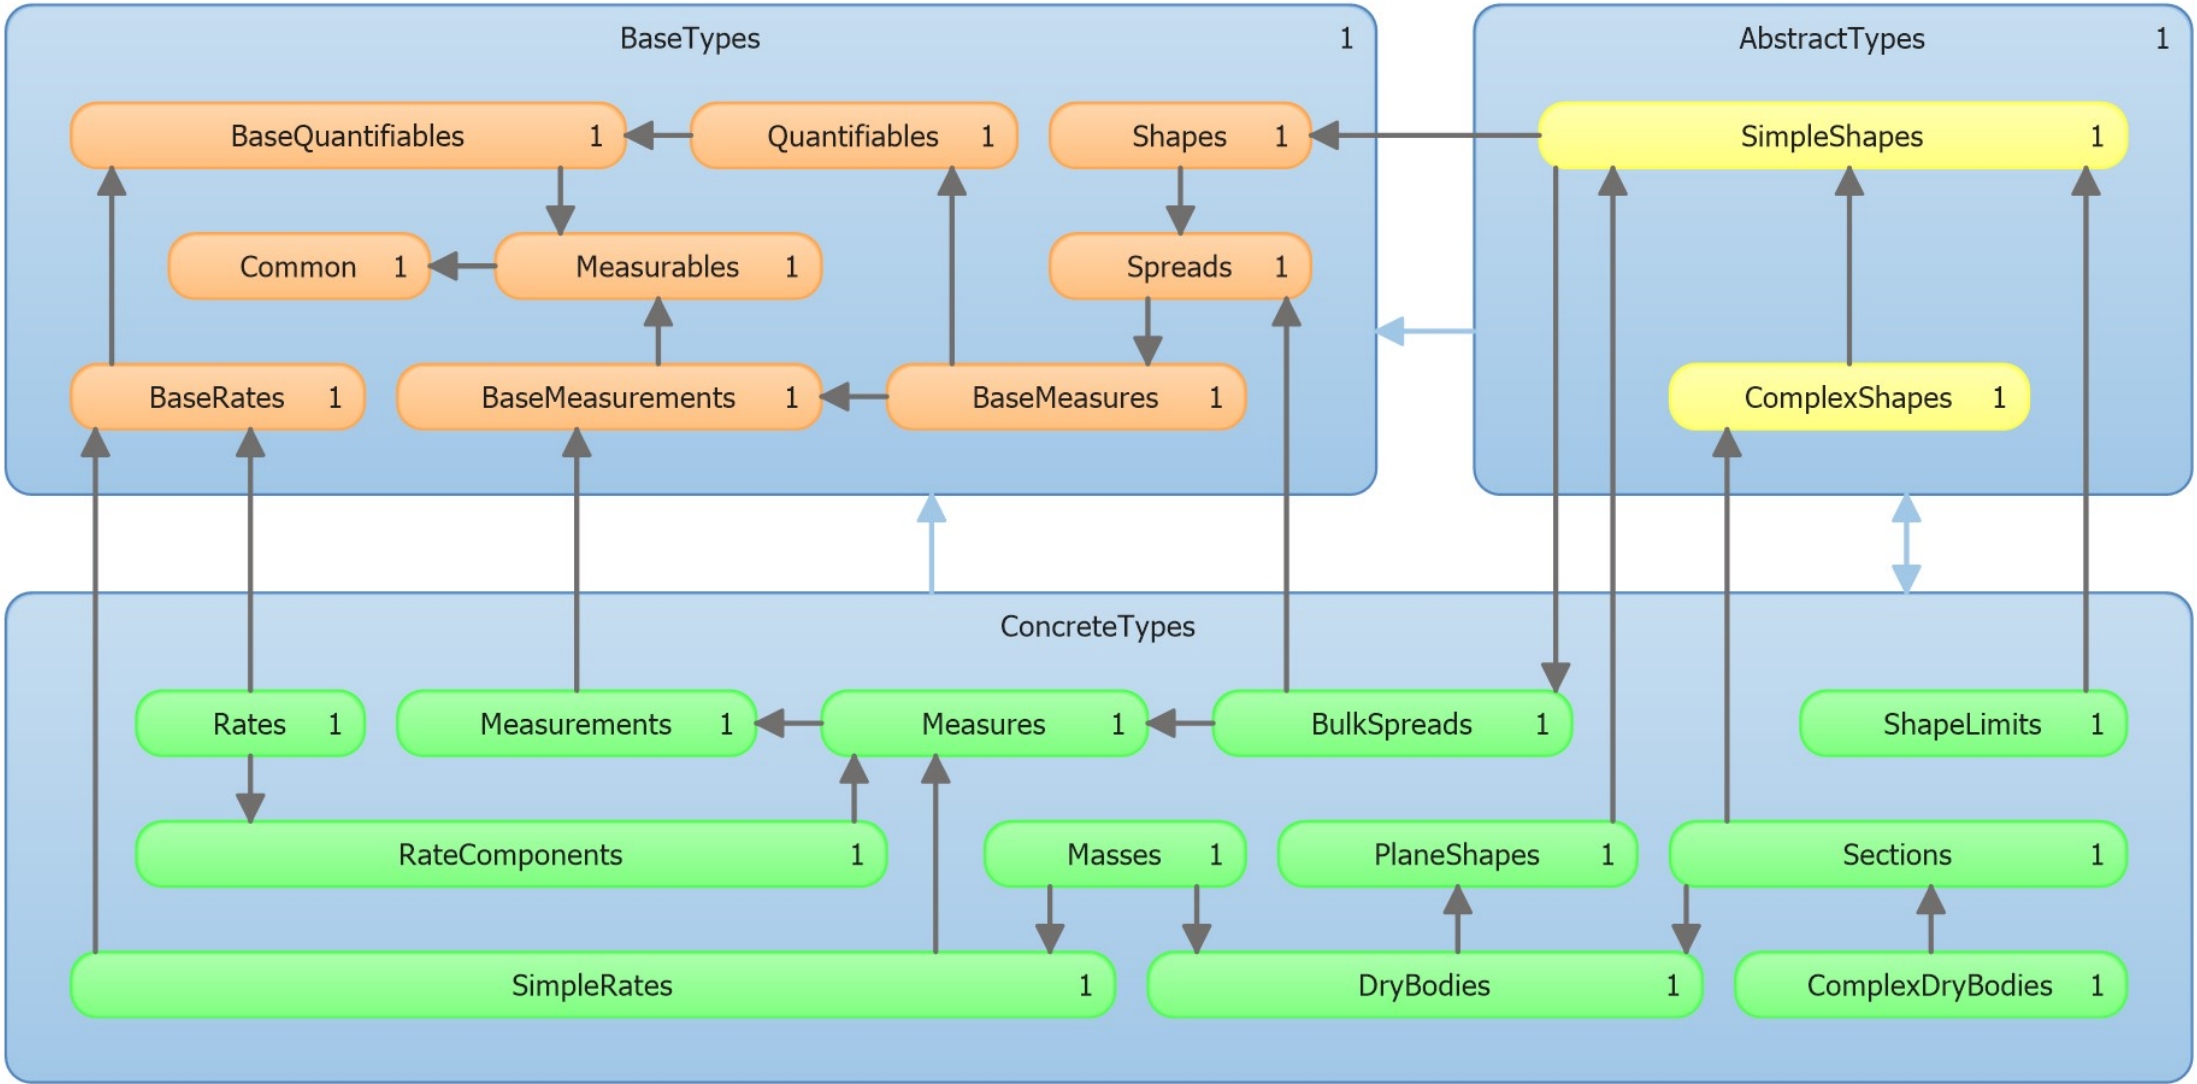 BaseTypes 1
AbstractTypes 1
BaseQuantifiables 1
Quantifiables 1
Shapes 1
SimpleShapes 1
Common 1
Measurables 1
Spreads 1
BaseRates 1
BaseMeasurements 1
BaseMeasures 1
ComplexShapes 1
ConcreteTypes
Rates 1
Measurements 1
Measures 1
BulkSpreads 1
ShapeLimits 1
RateComponents 1
Masses 1
PlaneShapes 1
Sections 1
SimpleRates 1
DryBodies 1
ComplexDryBodies 1